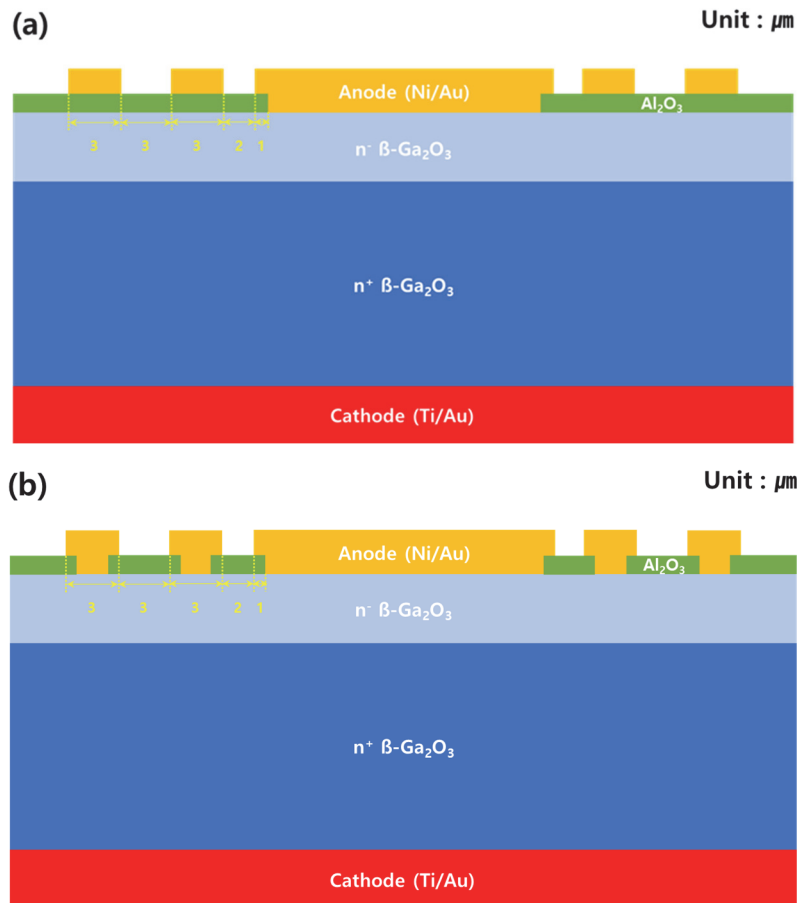 (a)
Unit : ㎛
Anode (Ni/Au)
Al₂O₃
3 3 3 2 1
n⁻ ß-Ga₂O₃
n⁺ ß-Ga₂O₃
Cathode (Ti/Au)
(b)
Unit : ㎛
Anode (Ni/Au)
Al₂O₃
3 3 3 2 1
n⁻ ß-Ga₂O₃
n⁺ ß-Ga₂O₃
Cathode (Ti/Au)